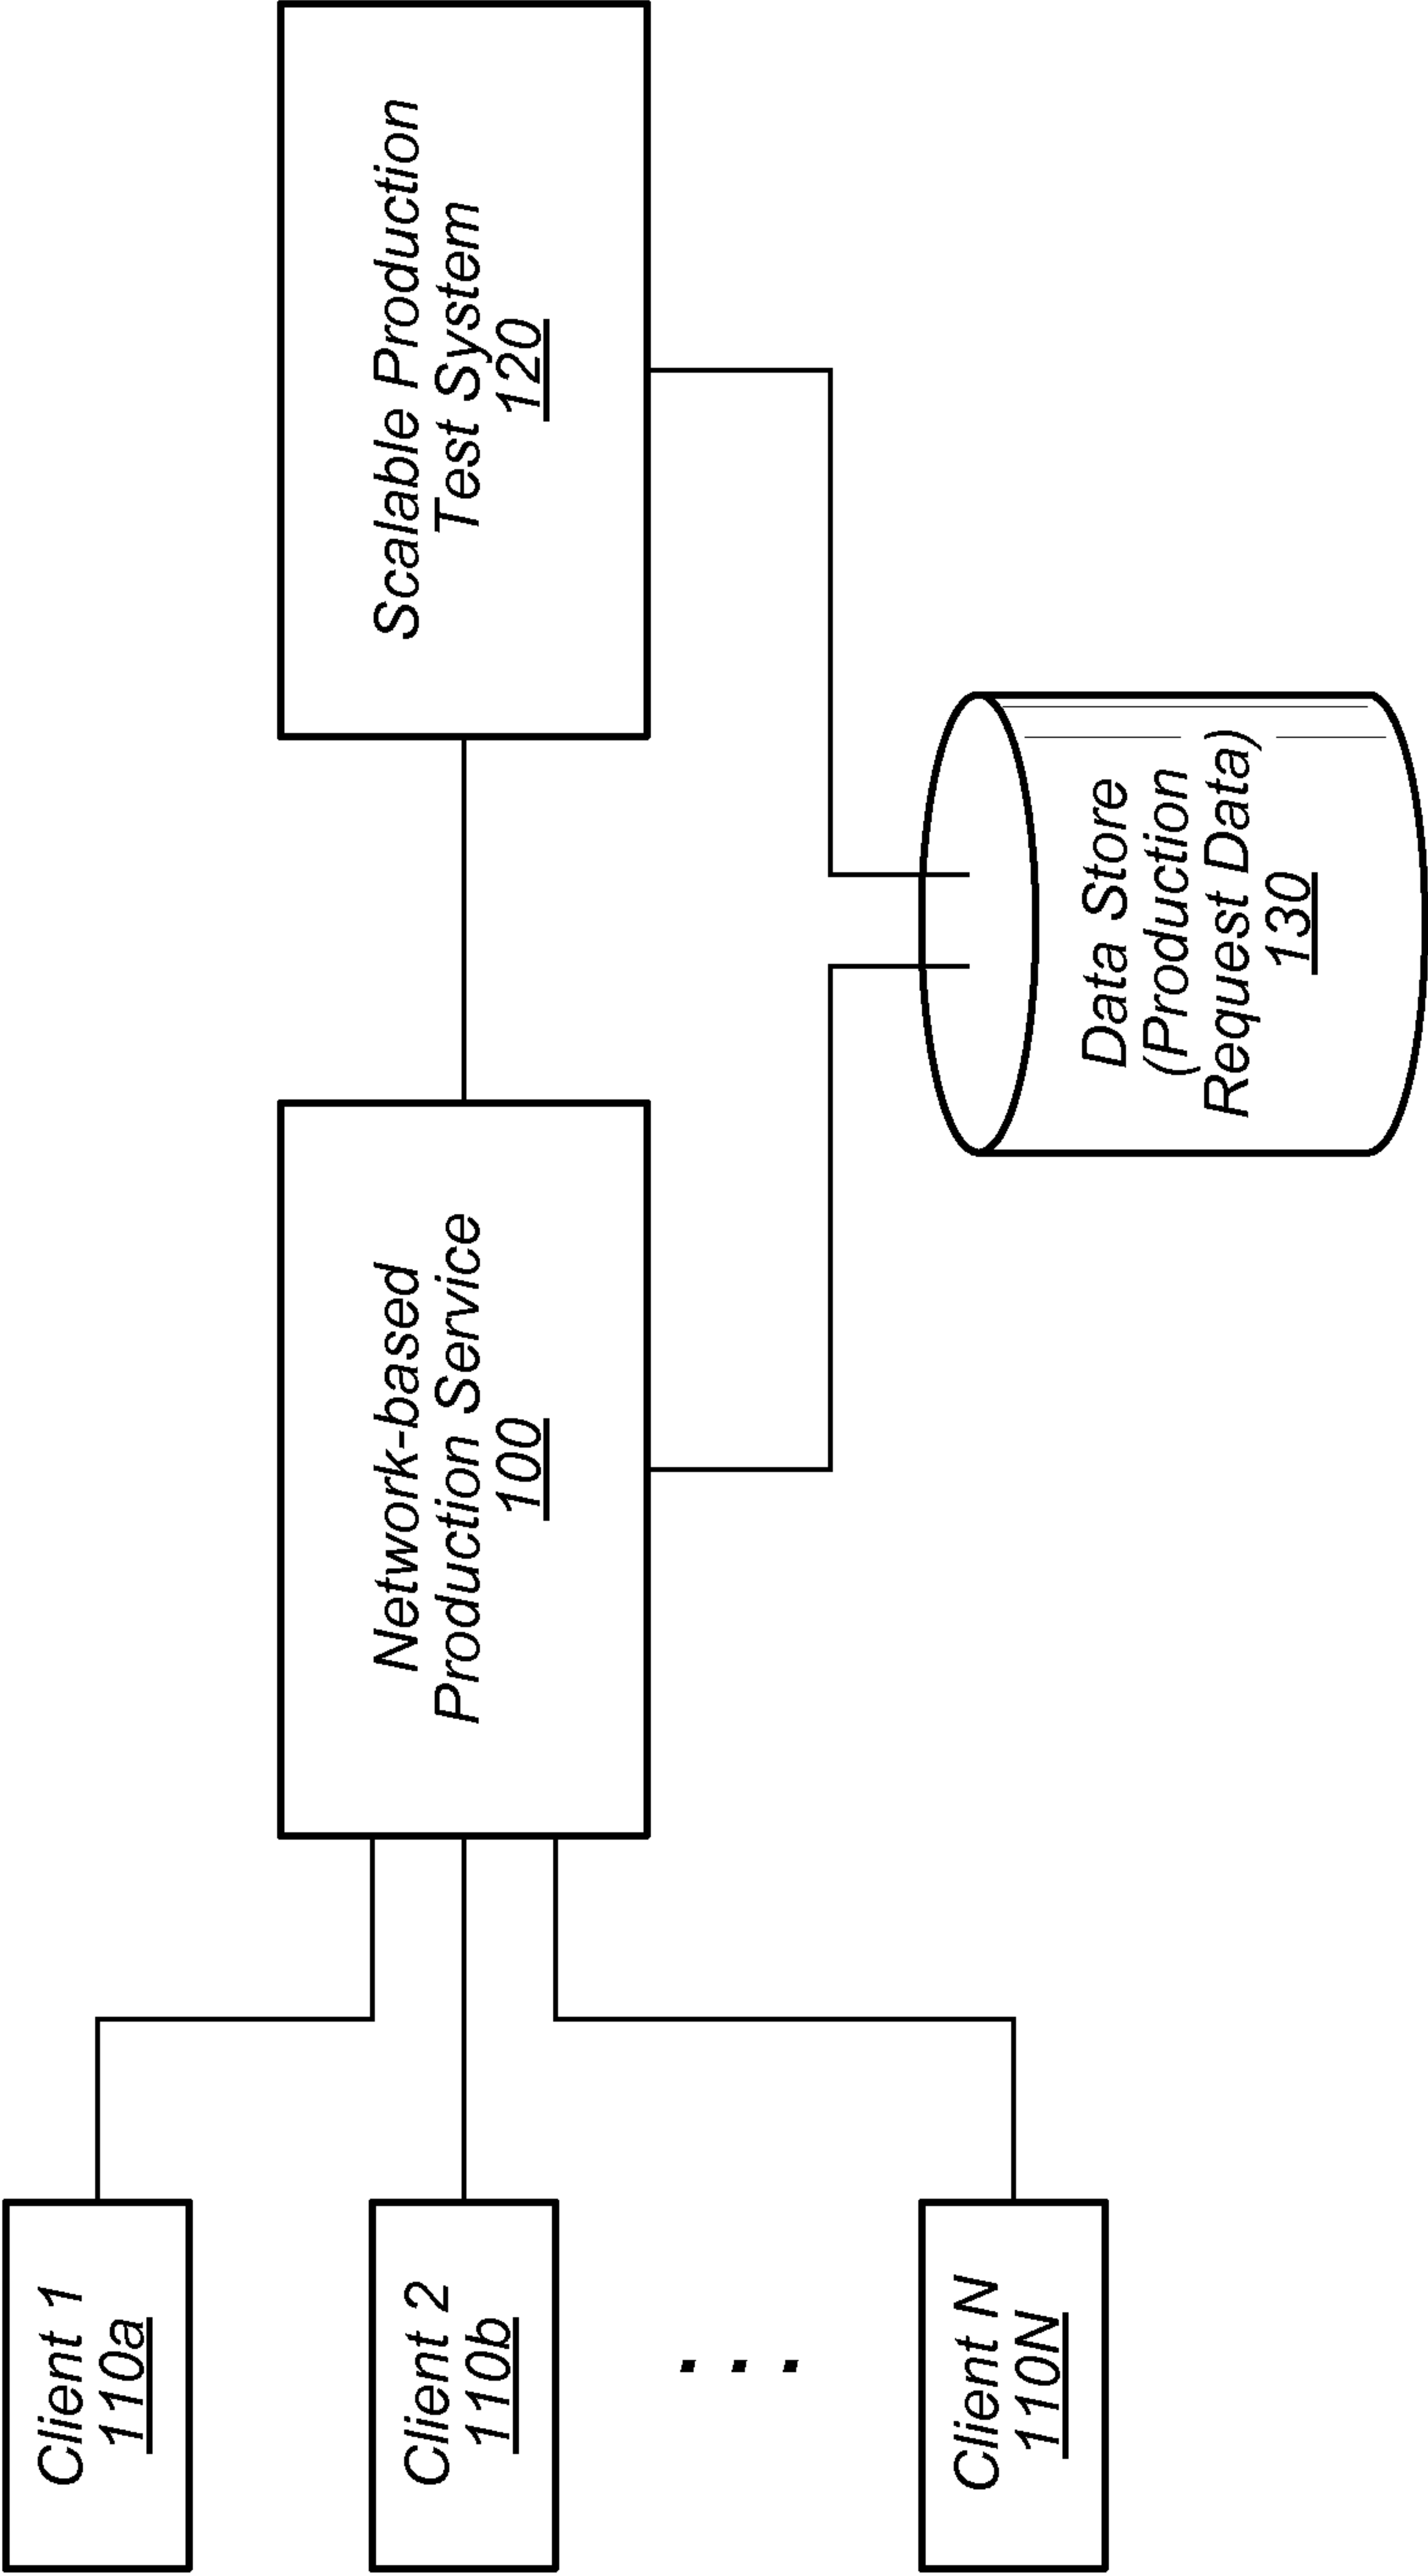 Client 1
110a
Client 2
110b
. . .
Client N
110N
Network-based
Production Service
100
Scalable Production
Test System
120
Data Store
(Production
Request Data)
130